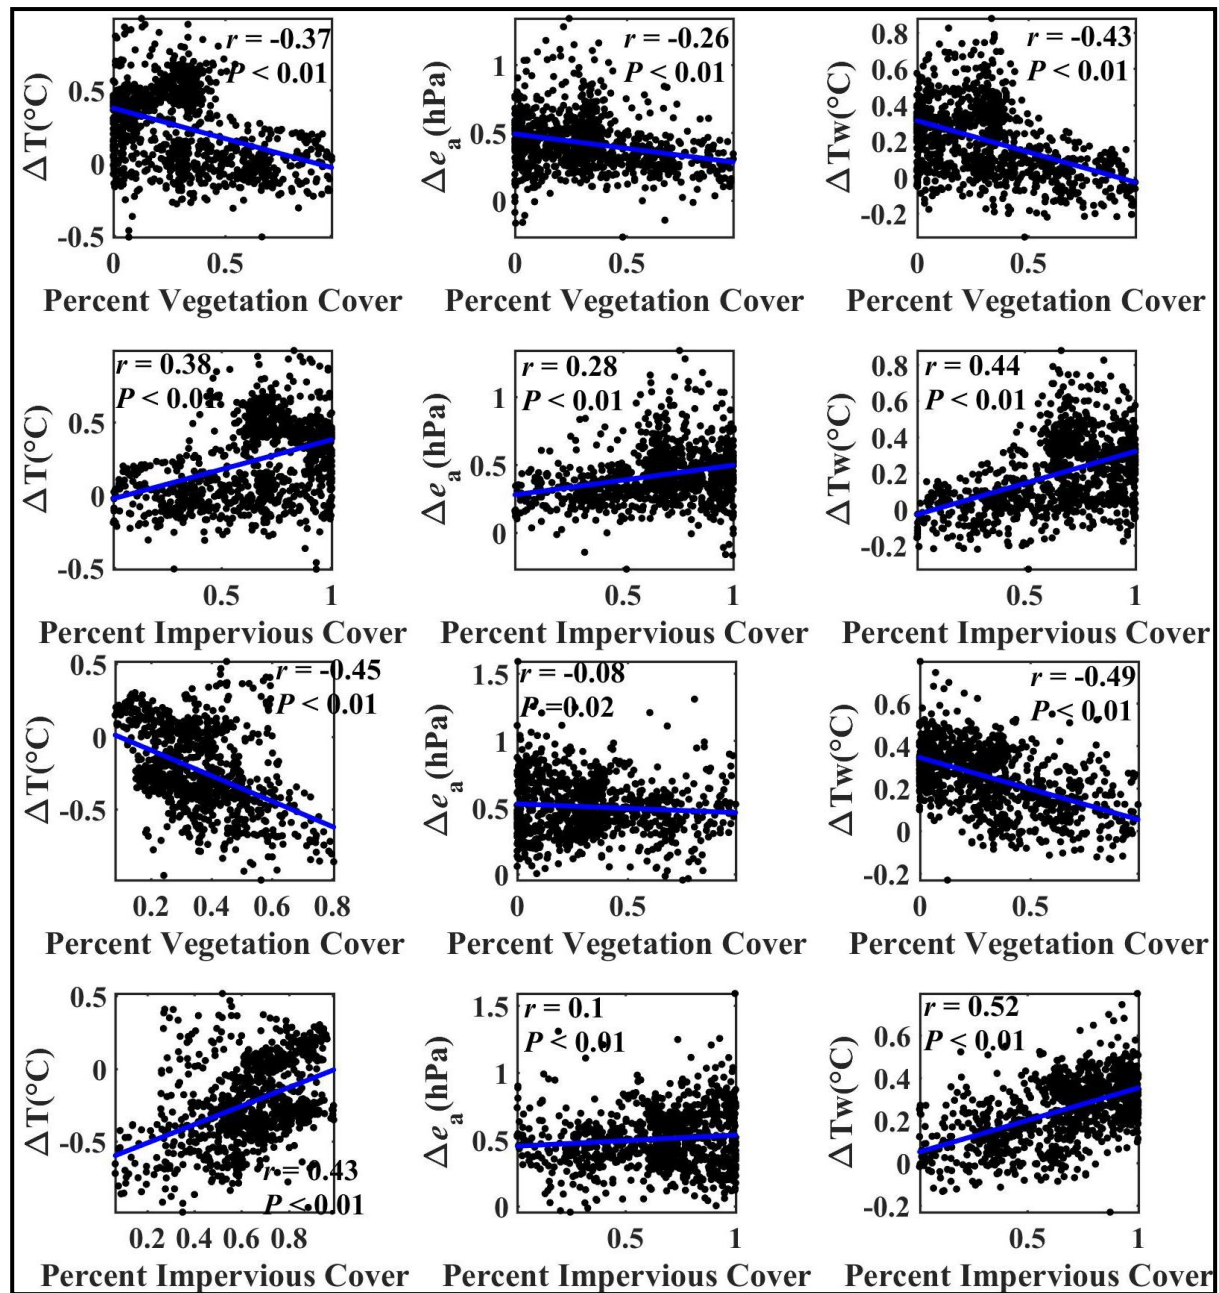 r = -0.37
P < 0.01
ΔT(°C)
0.5
0
-0.5
0 0.5
Percent Vegetation Cover
r = -0.26
P < 0.01
Δe a (hPa)
1
0.5
0
0 0.5
Percent Vegetation Cover
r = -0.43
P < 0.01
ΔTw(°C)
0.8
0.6
0.4
0.2
0
-0.2
0 0.5
Percent Vegetation Cover
r = 0.38
P < 0.01
ΔT(°C)
0.5
0
-0.5
0.5 1
Percent Impervious Cover
r = 0.28
P < 0.01
Δe a (hPa)
1
0.5
0
0.5 1
Percent Impervious Cover
r = 0.44
P < 0.01
ΔTw(°C)
0.8
0.6
0.4
0.2
0
-0.2
0.5 1
Percent Impervious Cover
r = -0.45
P < 0.01
ΔT(°C)
0.5
0
-0.5
0.2 0.4 0.6 0.8
Percent Vegetation Cover
r = -0.08
P =0.02
Δe a (hPa)
1.5
1
0.5
0
0 0.5
Percent Vegetation Cover
r = -0.49
P < 0.01
ΔTw(°C)
0.6
0.4
0.2
0
-0.2
0 0.5
Percent Vegetation Cover
r = 0.43
P < 0.01
ΔT(°C)
0.5
0
-0.5
0.2 0.4 0.6 0.8
Percent Impervious Cover
r = 0.1
P < 0.01
Δe a (hPa)
1.5
1
0.5
0
0.5 1
Percent Impervious Cover
r = 0.52
P < 0.01
ΔTw(°C)
0.6
0.4
0.2
0
-0.2
0.5 1
Percent Impervious Cover